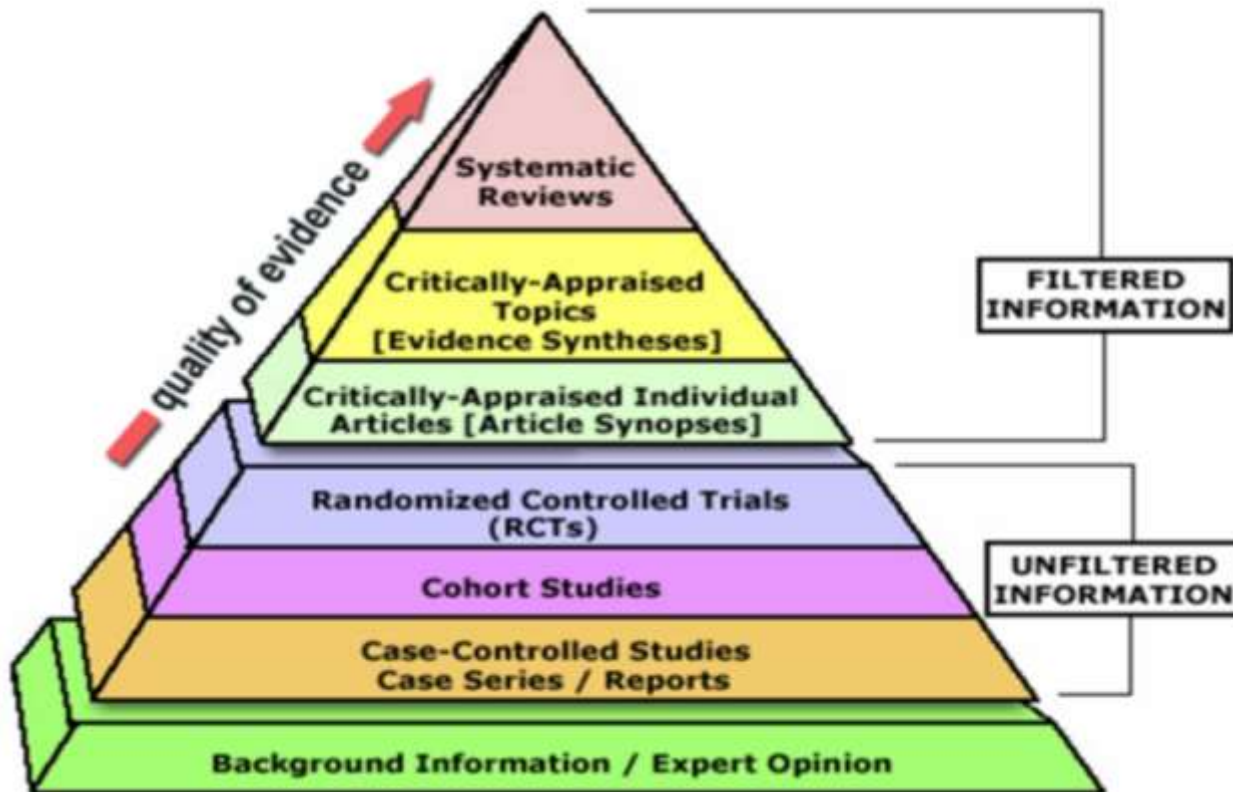 quality of evidence
Systematic
Reviews
Critically-Appraised
Topics
[Evidence Syntheses]
FILTERED
INFORMATION
Critically-Appraised Individual
Articles [Article Synopses]
Randomized Controlled Trials
(RCTs)
UNFILTERED
INFORMATION
Cohort Studies
Case-Controlled Studies
Case Series / Reports
Background Information / Expert Opinion